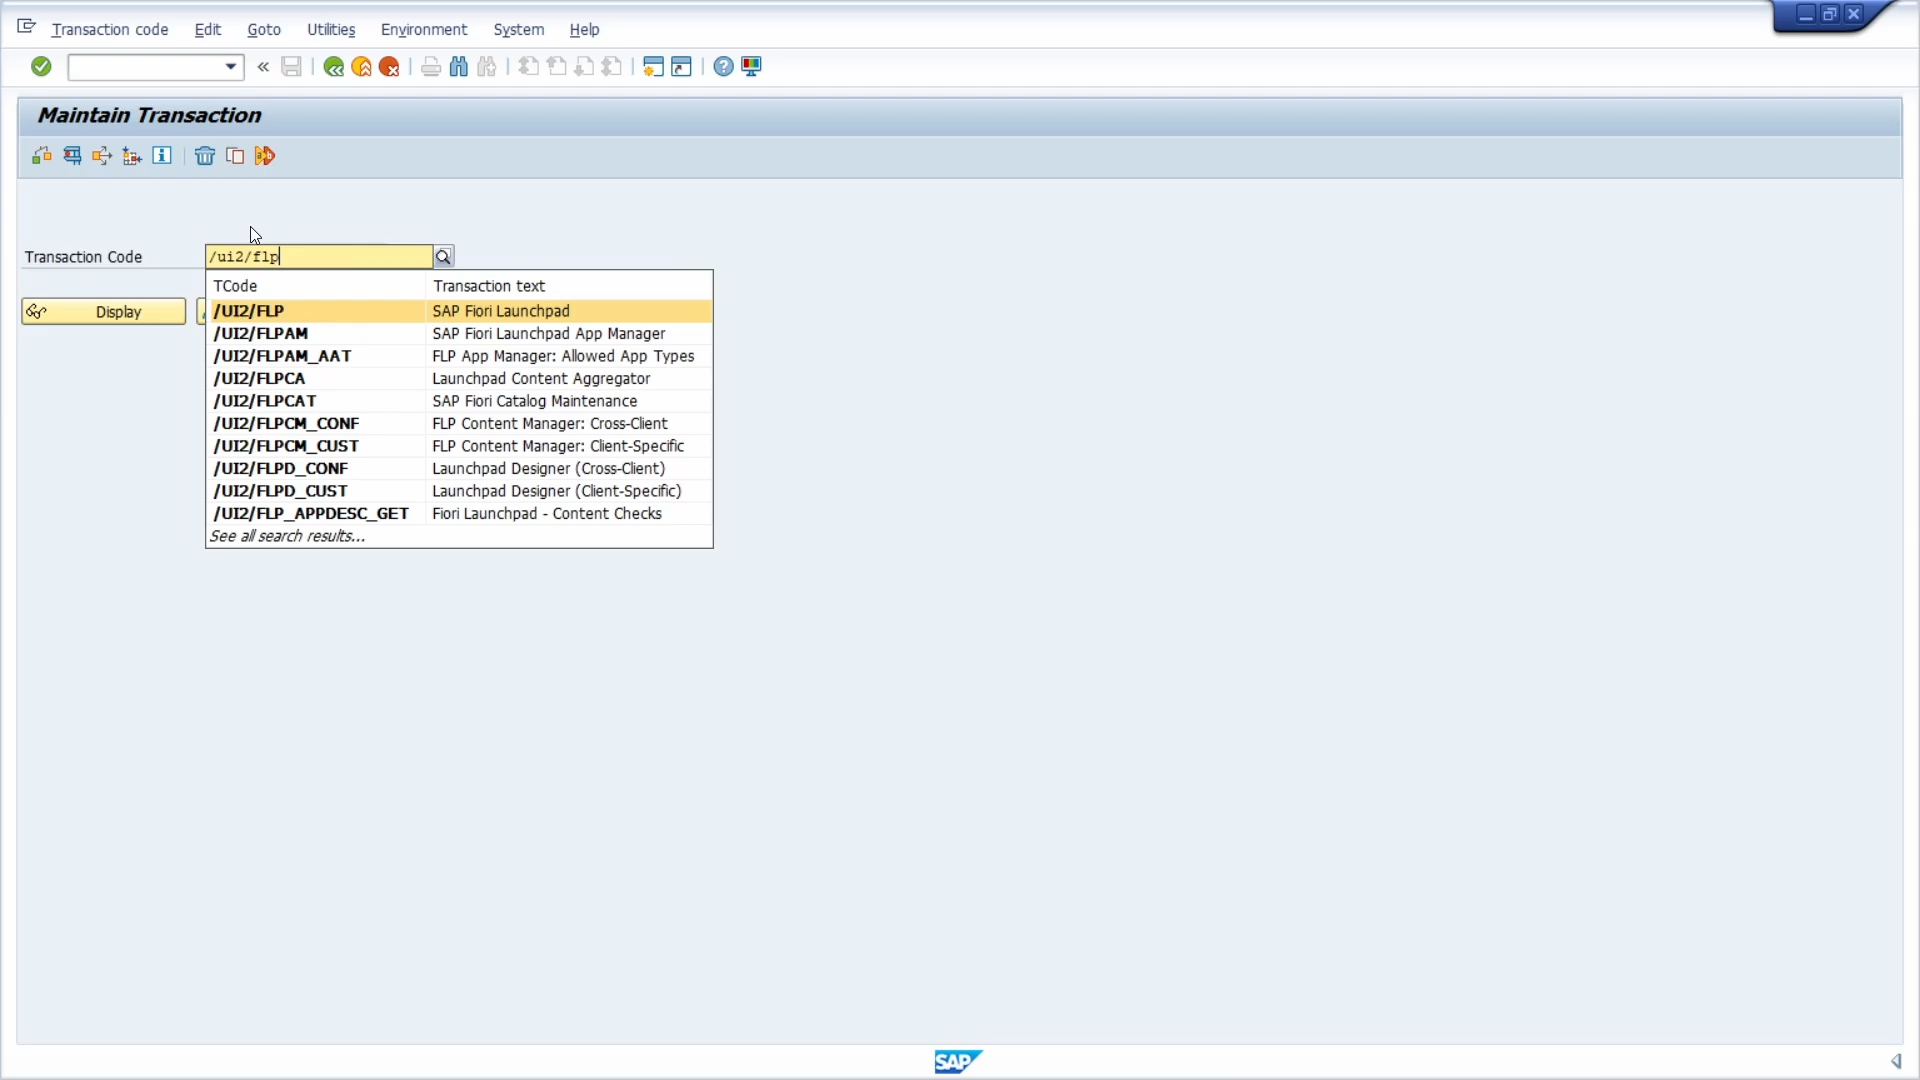 Transaction code Edit Goto Utilities Environment System Help
Maintain Transaction
Transaction Code /ui2/flp
TCode Transaction text
/UI2/FLP SAP Fiori Launchpad
/UI2/FLPAM SAP Fiori Launchpad App Manager
/UI2/FLPAM_AAT FLP App Manager: Allowed App Types
/UI2/FLPCA Launchpad Content Aggregator
/UI2/FLPCAT SAP Fiori Catalog Maintenance
/UI2/FLPCM_CONF FLP Content Manager: Cross-Client
/UI2/FLPCM_CUST FLP Content Manager: Client-Specific
/UI2/FLPD_CONF Launchpad Designer (Cross-Client)
/UI2/FLPD_CUST Launchpad Designer (Client-Specific)
/UI2/FLP_APPDESC_GET Fiori Launchpad - Content Checks
See all search results...
Display
SAP